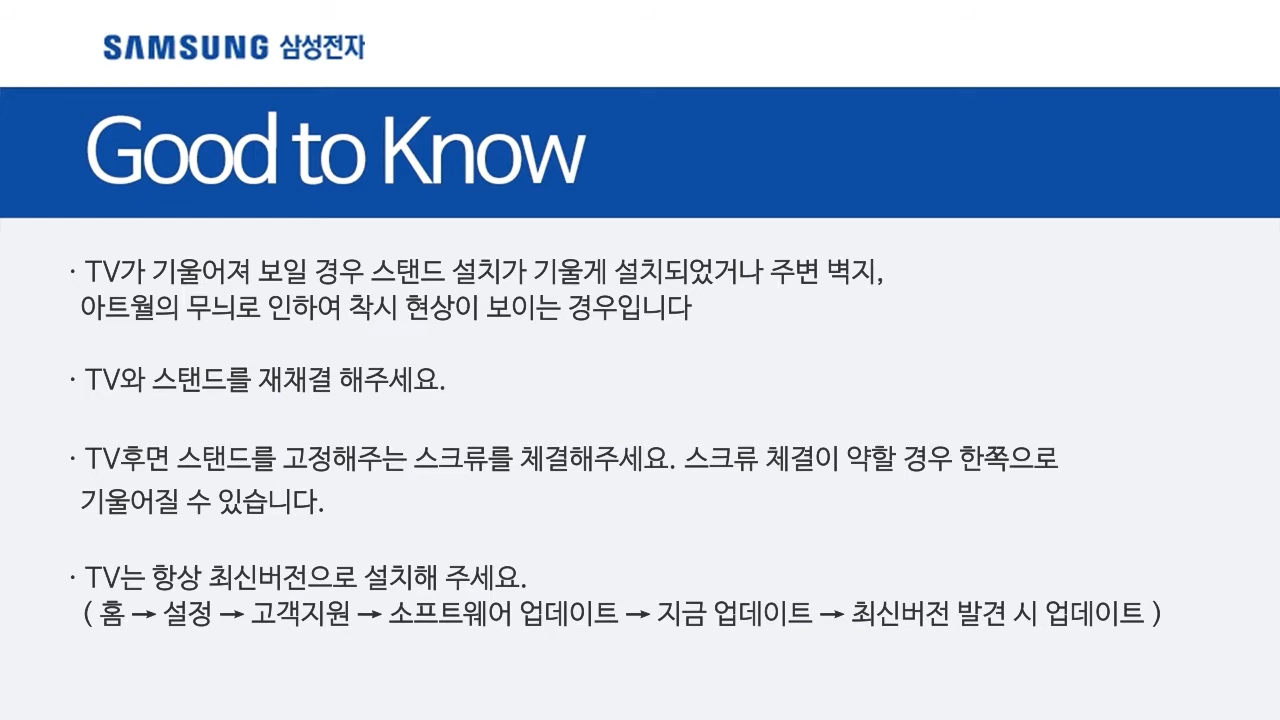 SAMSUNG 삼성전자
Good to Know
· TV가 기울어져 보일 경우 스탠드 설치가 기울게 설치되었거나 주변 벽지,
아트월의 무늬로 인하여 착시 현상이 보이는 경우입니다
· TV와 스탠드를 재채결 해주세요.
· TV후면 스탠드를 고정해주는 스크류를 체결해주세요. 스크류 체결이 약할 경우 한쪽으로
기울어질 수 있습니다.
· TV는 항상 최신버전으로 설치해 주세요.
( 홈 → 설정 → 고객지원 → 소프트웨어 업데이트 → 지금 업데이트 → 최신버전 발견 시 업데이트 )